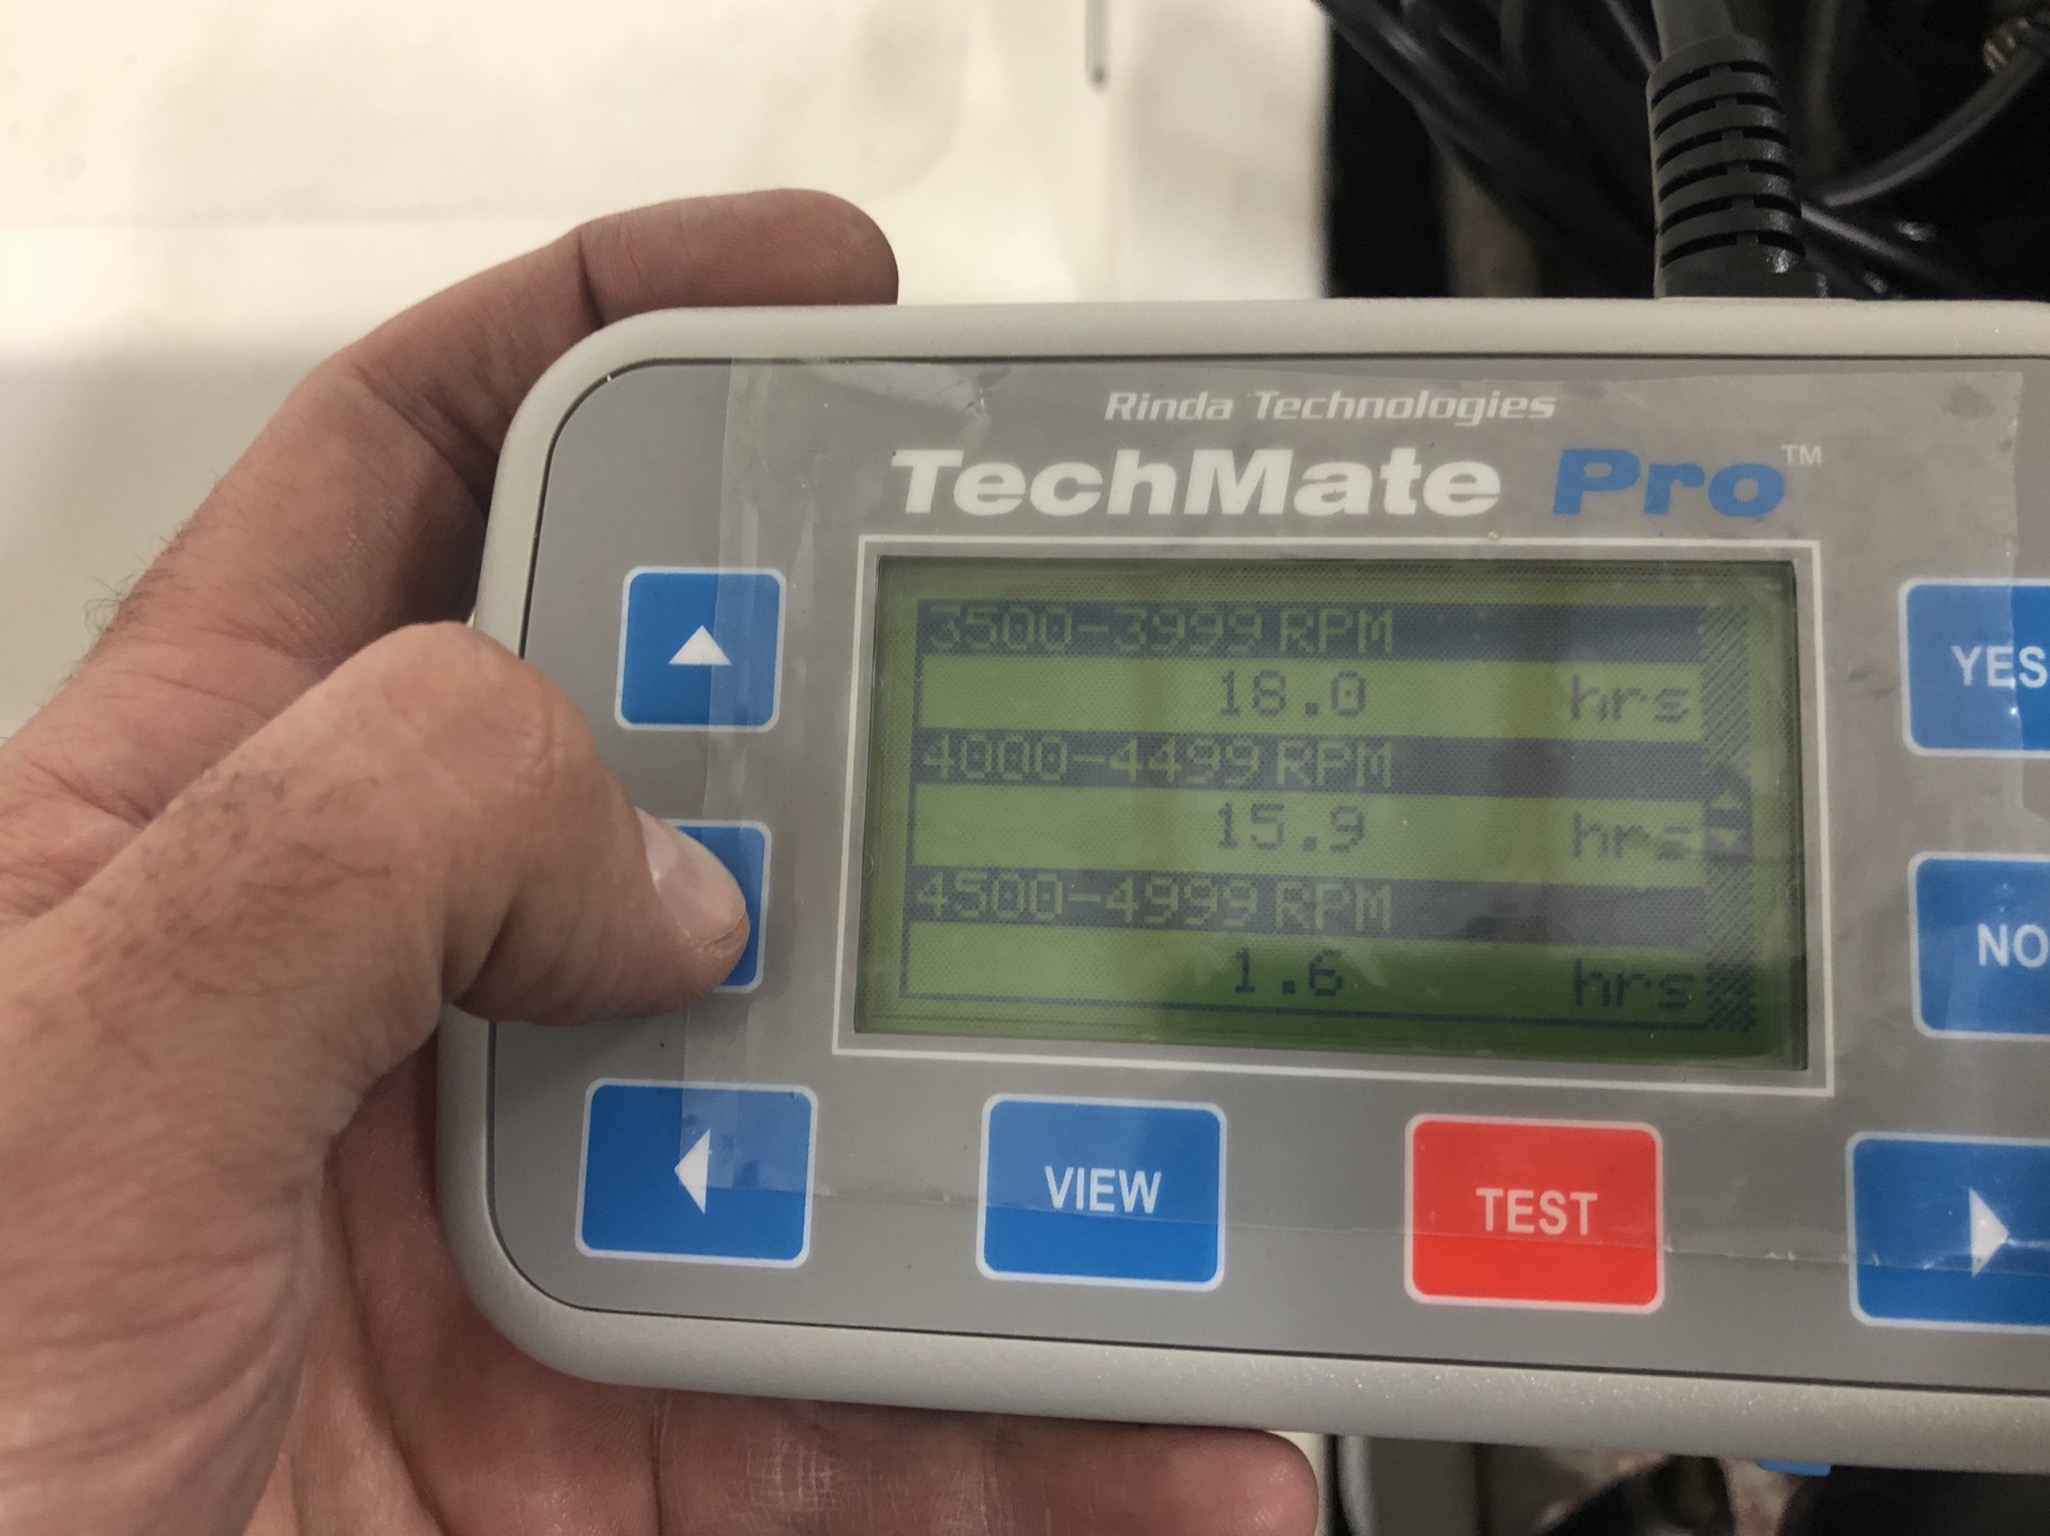 Rinda Technologies
TechMate Pro™
3500-3999 RPM
18.0 hrs
4000-4499 RPM
15.9 hrs
4500-4999 RPM
1.6 hrs
YES
NO
VIEW
TEST